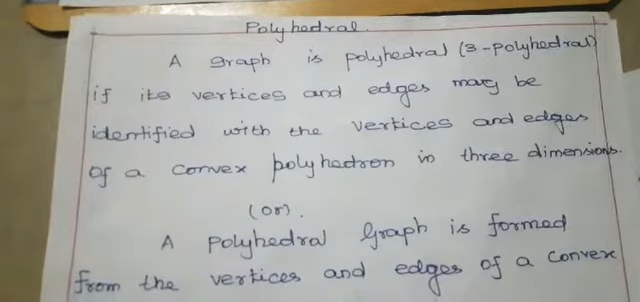 Polyhedral.
A graph is polyhedral (3-polyhedral)
if its vertices and edges may be
identified with the vertices and edges
of a convex polyhedron in three dimensions.
(or).
A polyhedral Graph is formed
from the vertices and edges of a convex